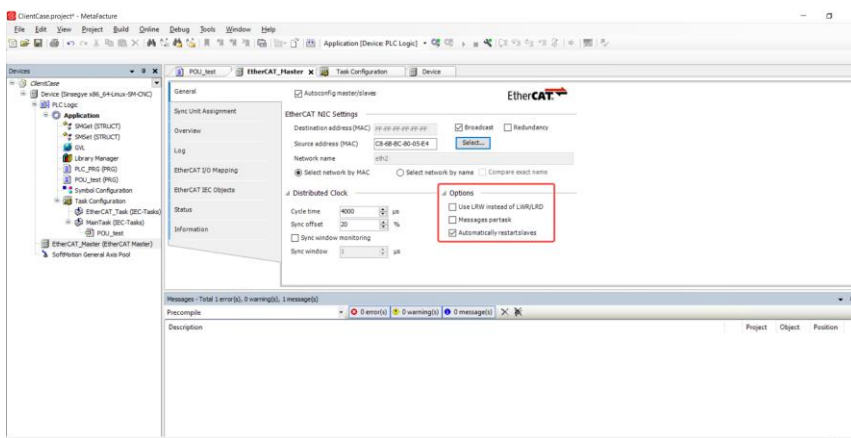 ClientCase.project* - MetaFacture
File Edit View Project Build Online Debug Tools Window Help
Application [Device: PLC Logic]
Devices
ClientCase
Device (Sinsegye x86_64-Linux-SM-CNC)
PLC Logic
Application
SMGet (STRUCT)
SMSet (STRUCT)
GVL
Library Manager
PLC_PRG (PRG)
POU_test (PRG)
Symbol Configuration
Task Configuration
EtherCAT_Task (IEC-Tasks)
MainTask (IEC-Tasks)
POU_test
EtherCAT_Master (EtherCAT Master)
SoftMotion General Axis Pool
POU_test EtherCAT_Master Task Configuration Device
General
Sync Unit Assignment
Overview
Log
EtherCAT I/O Mapping
EtherCAT IEC Objects
Status
Information
Autoconfig master/slaves
EtherCAT
EtherCAT NIC Settings
Destination address (MAC) FF-FF-FF-FF-FF-FF Broadcast Redundancy
Source address (MAC) C8-6B-BC-80-05-E4 Select...
Network name eth2
Select network by MAC Select network by name Compare exact name
Distributed Clock
Cycle time 4000 µs
Sync offset 20 %
Sync window monitoring
Sync window 1 µs
Options
Use LRW instead of LWR/LRD
Messages pertask
Automatically restartslaves
Messages - Total 1 error(s), 0 warning(s), 1 message(s)
Precompile 0 error(s) 0 warning(s) 0 message(s)
Description Project Object Position